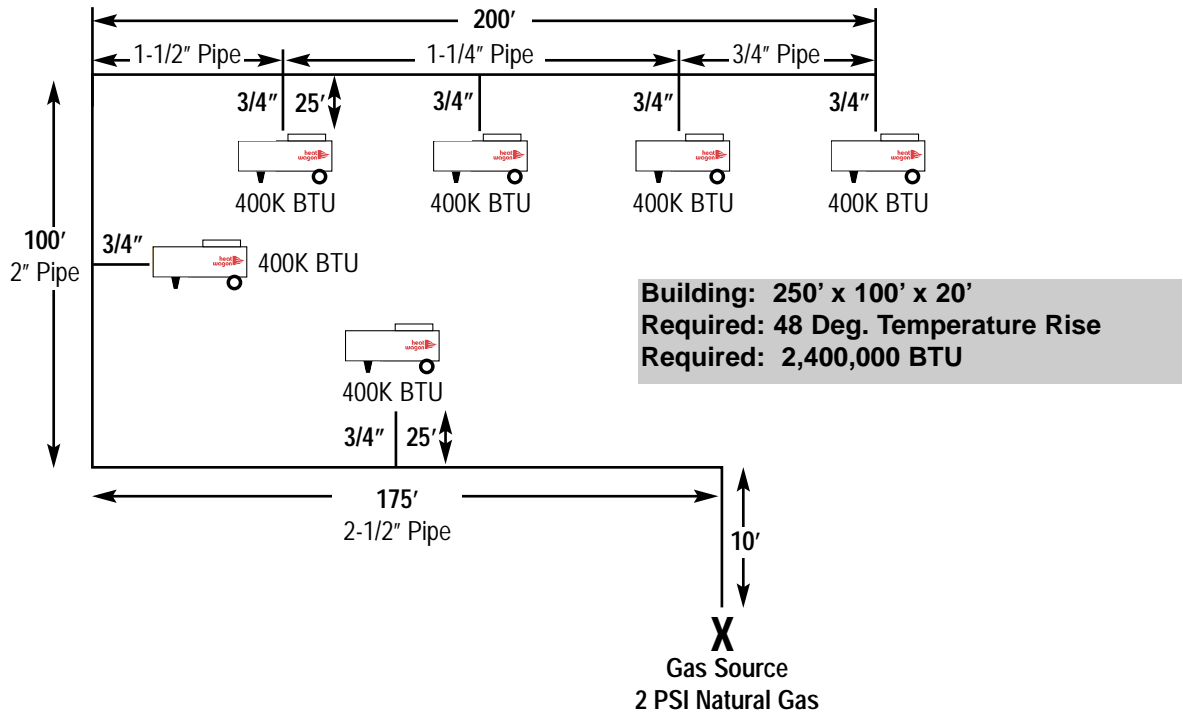 200′
1-1/2″ Pipe 1-1/4″ Pipe 3/4″ Pipe
3/4″ 25′ 3/4″ 3/4″ 3/4″
heat
wagon
heat
wagon
heat
wagon
heat
wagon
400K BTU 400K BTU 400K BTU 400K BTU
100′
2″ Pipe
3/4″
heat
wagon
400K BTU
Building: 250’ x 100’ x 20’
Required: 48 Deg. Temperature Rise
Required: 2,400,000 BTU
heat
wagon
400K BTU
3/4″ 25′
175′
2-1/2″ Pipe
10′
X
Gas Source
2 PSI Natural Gas